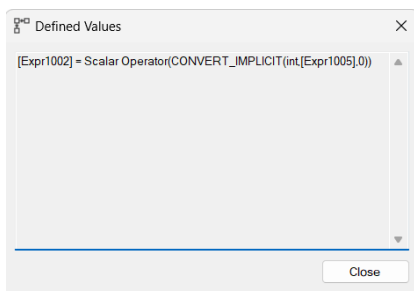 Defined Values
[Expr1002] = Scalar Operator(CONVERT_IMPLICIT(int,[Expr1005],0))
Close